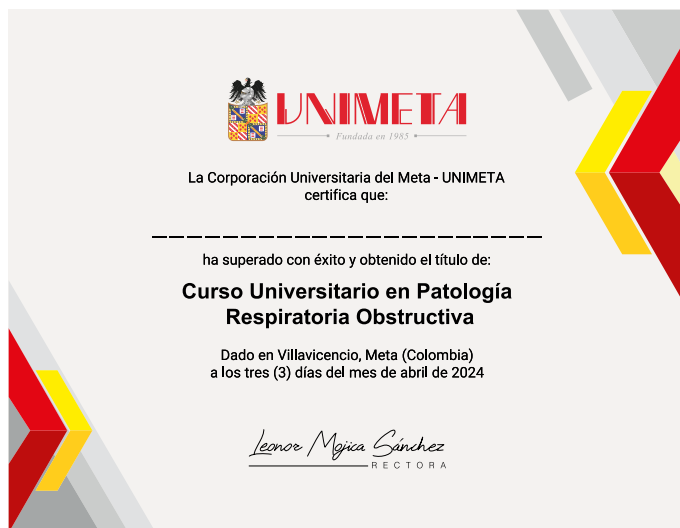 UNIMETA
Fundada en 1985
La Corporación Universitaria del Meta - UNIMETA
certifica que:
ha superado con éxito y obtenido el título de:
Curso Universitario en Patología
Respiratoria Obstructiva
Dado en Villavicencio, Meta (Colombia)
a los tres (3) días del mes de abril de 2024
Leonor Mojica Sánchez
RECTORA